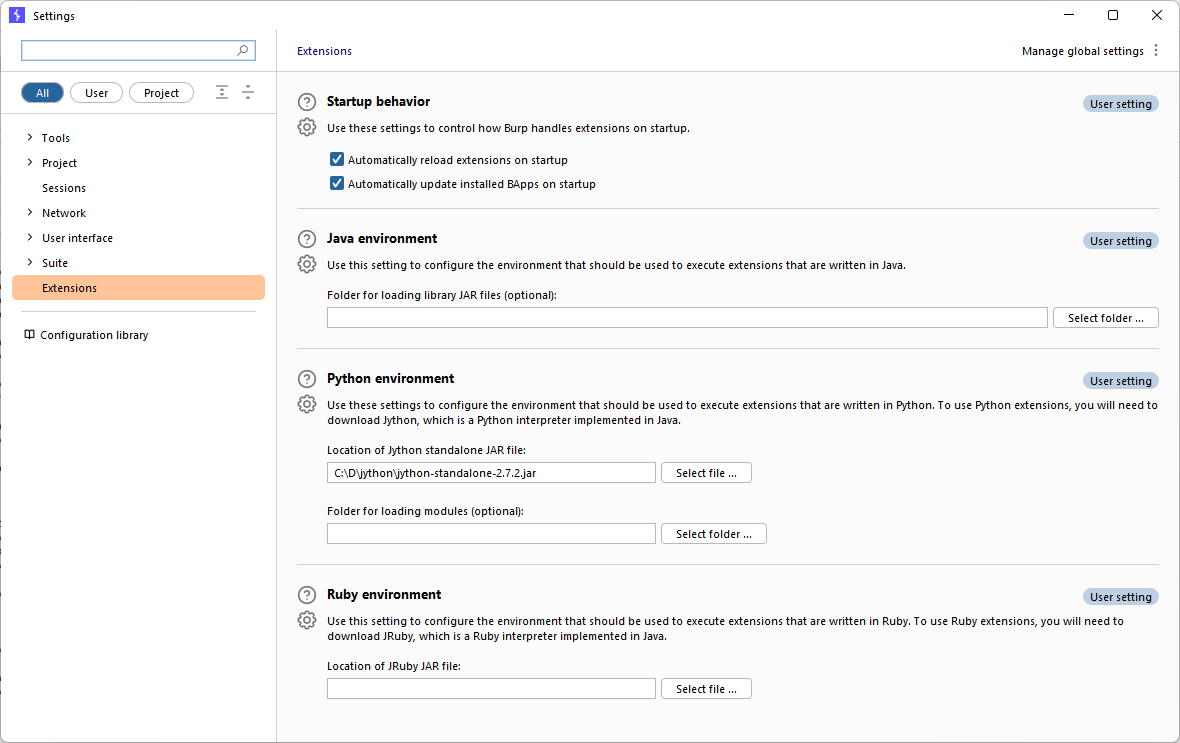 Settings
Extensions
Manage global settings
All
User
Project
Tools
Project
Sessions
Network
User interface
Suite
Extensions
Configuration library
Startup behavior
User setting
Use these settings to control how Burp handles extensions on startup.
Automatically reload extensions on startup
Automatically update installed BApps on startup
Java environment
User setting
Use this setting to configure the environment that should be used to execute extensions that are written in Java.
Folder for loading library JAR files (optional):
Select folder ...
Python environment
User setting
Use these settings to configure the environment that should be used to execute extensions that are written in Python. To use Python extensions, you will need to
download Jython, which is a Python interpreter implemented in Java.
Location of Jython standalone JAR file:
C:\D\jython\jython-standalone-2.7.2.jar
Select file ...
Folder for loading modules (optional):
Select folder ...
Ruby environment
User setting
Use this setting to configure the environment that should be used to execute extensions that are written in Ruby. To use Ruby extensions, you will need to
download JRuby, which is a Ruby interpreter implemented in Java.
Location of JRuby JAR file:
Select file ...